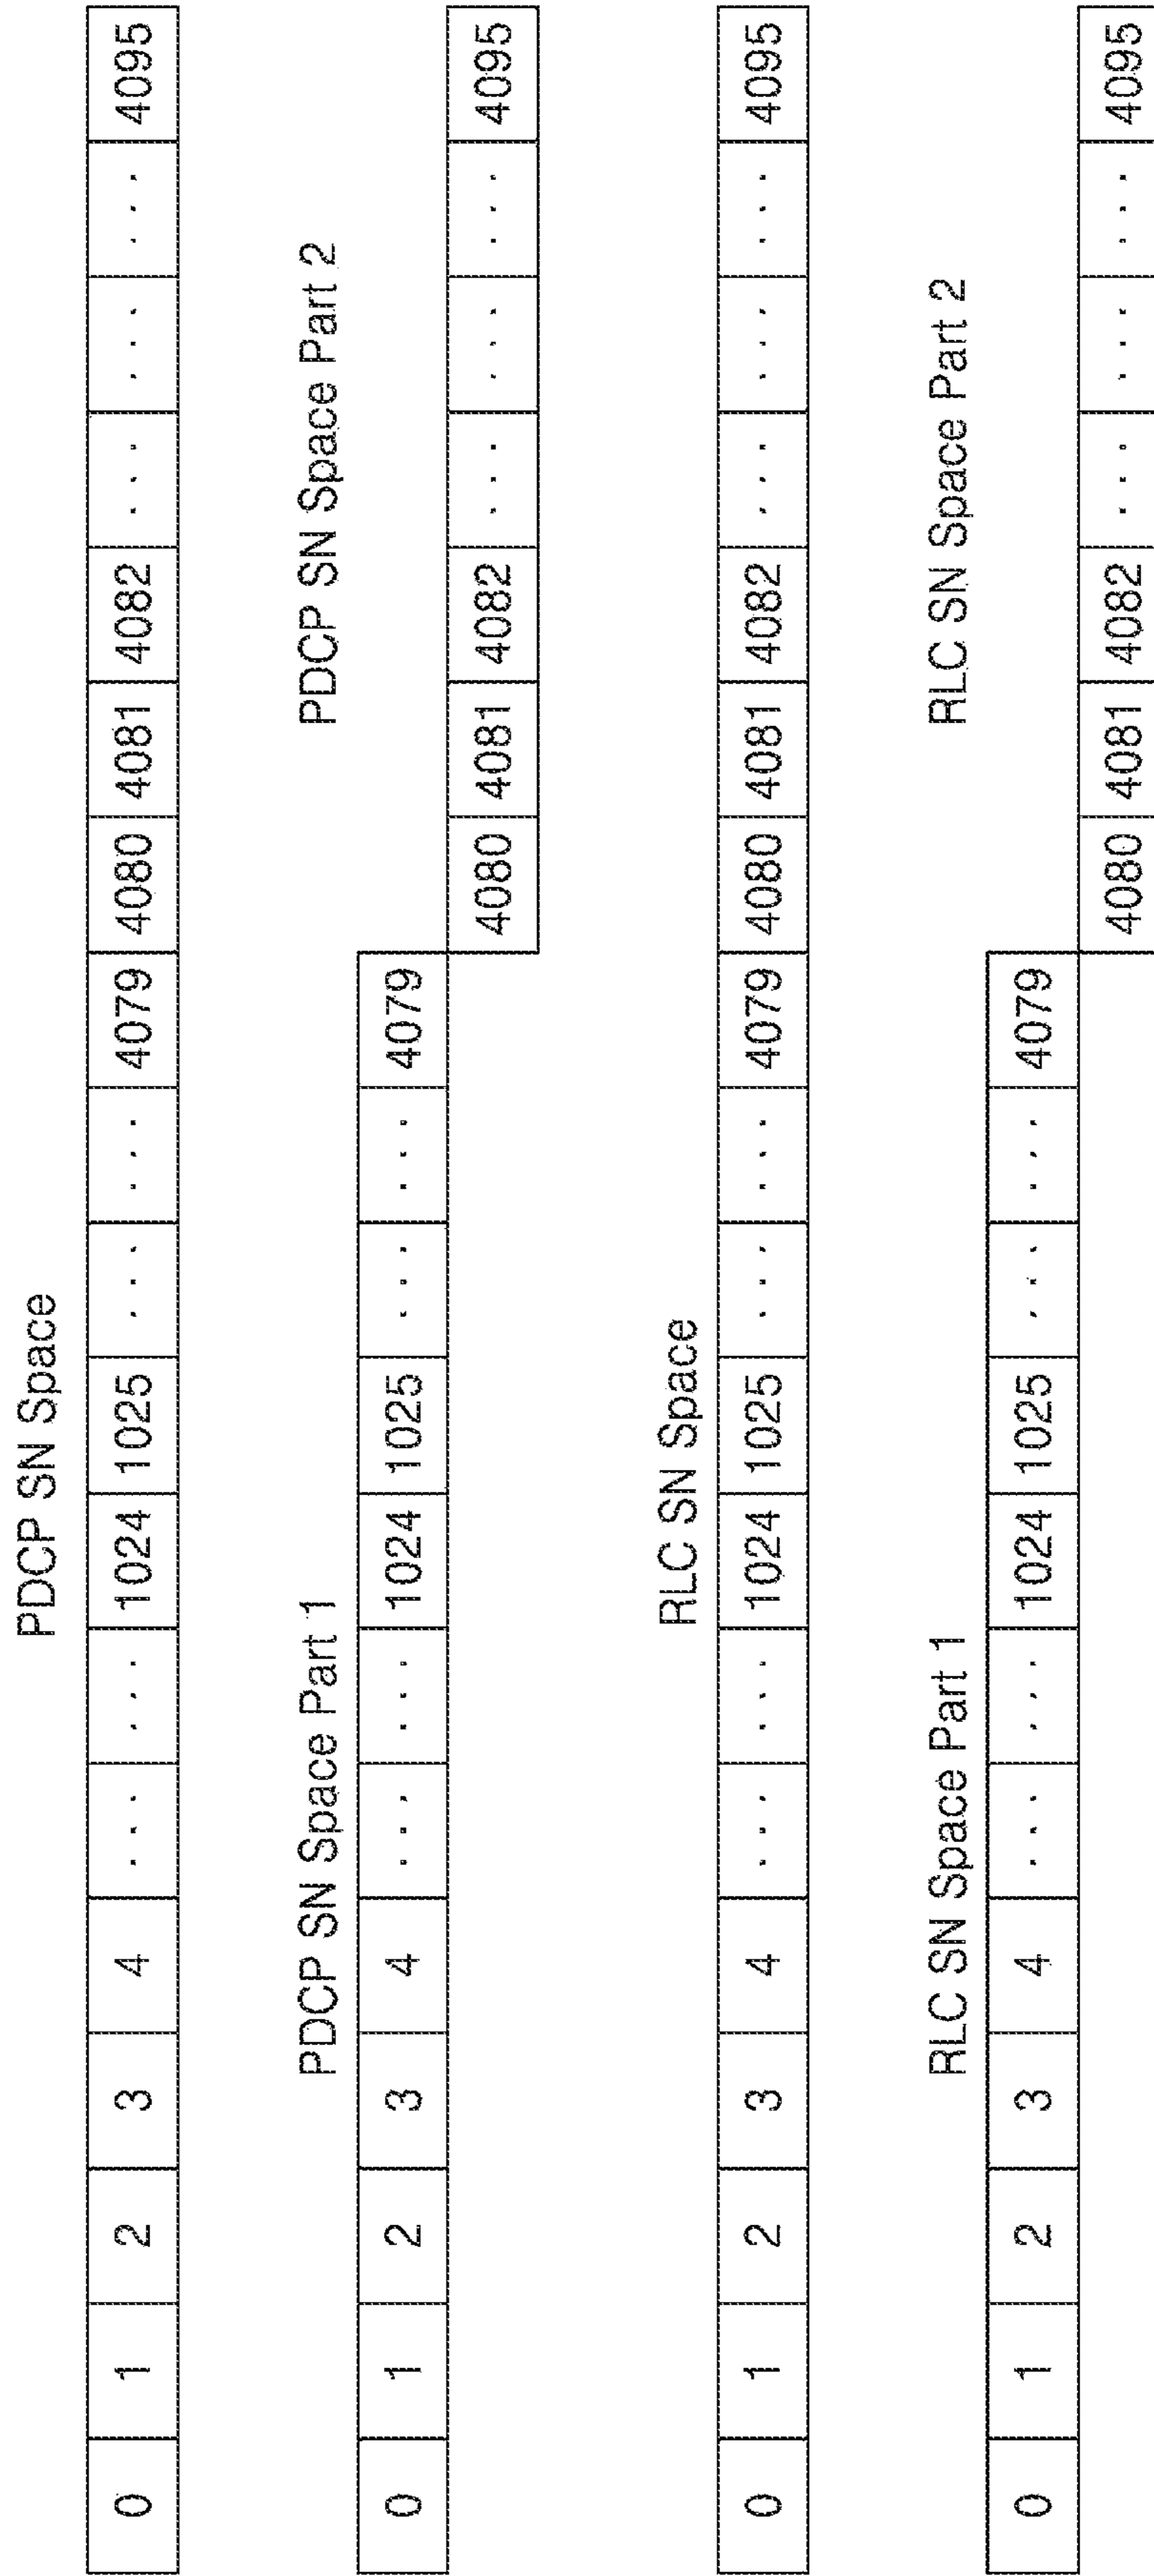 PDCP SN Space
0 1 2 3 4 ... ... 1024 1025 ... ... 4079 4080 4081 4082 ... ... ... 4095
PDCP SN Space Part 1
0 1 2 3 4 ... ... 1024 1025 ... ... 4079
PDCP SN Space Part 2
4080 4081 4082 ... ... ... 4095
RLC SN Space
0 1 2 3 4 ... ... 1024 1025 ... ... 4079 4080 4081 4082 ... ... ... 4095
RLC SN Space Part 1
0 1 2 3 4 ... ... 1024 1025 ... ... 4079
RLC SN Space Part 2
4080 4081 4082 ... ... ... 4095